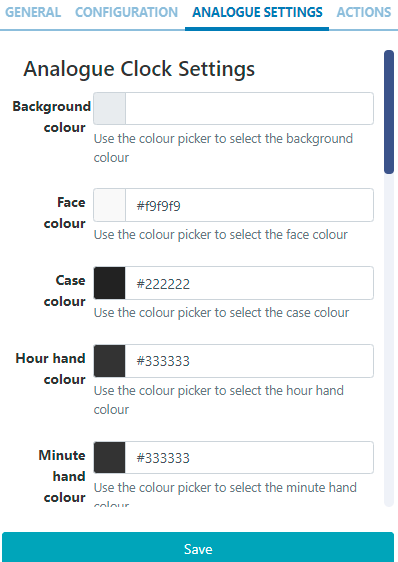 GENERAL CONFIGURATION ANALOGUE SETTINGS ACTIONS
Analogue Clock Settings
Background
colour
Use the colour picker to select the background
colour
Face
colour
#f9f9f9
Use the colour picker to select the face colour
Case
colour
#222222
Use the colour picker to select the case colour
Hour hand
colour
#333333
Use the colour picker to select the hour hand
colour
Minute
hand
colour
#333333
Use the colour picker to select the minute hand
colour
Save